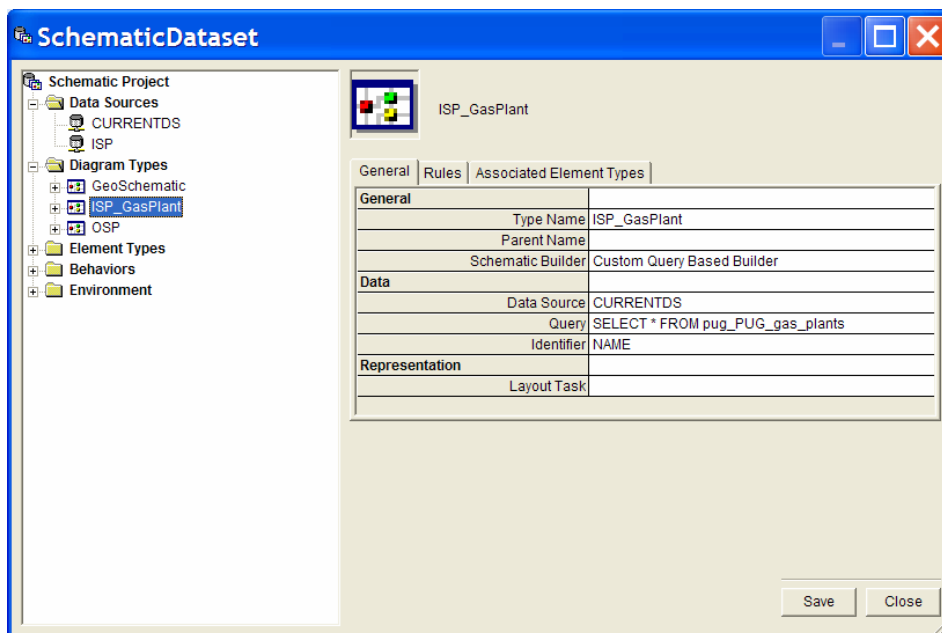 SchematicDataset
Schematic Project
Data Sources
CURRENTDS
ISP
Diagram Types
GeoSchematic
ISP_GasPlant
OSP
Element Types
Behaviors
Environment
ISP_GasPlant
General Rules Associated Element Types
General
Type Name ISP_GasPlant
Parent Name
Schematic Builder Custom Query Based Builder
Data
Data Source CURRENTDS
Query SELECT * FROM pug_PUG_gas_plants
Identifier NAME
Representation
Layout Task
Save Close